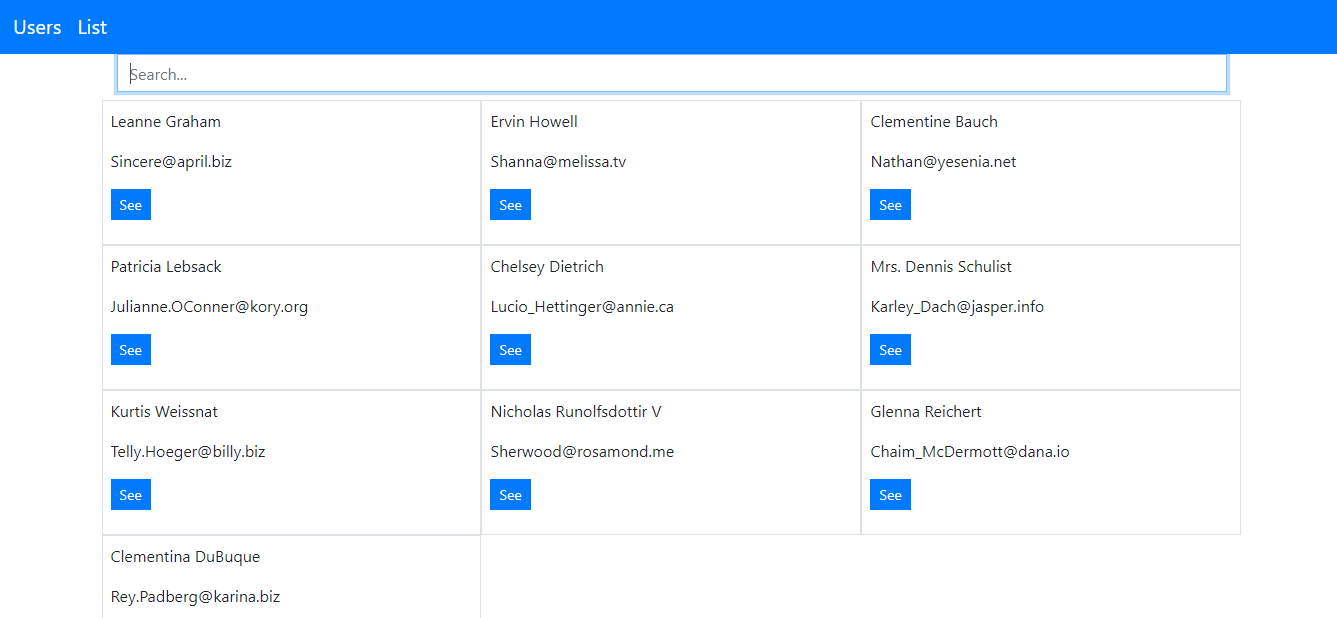 Users List
Search...
Leanne Graham
Sincere@april.biz
See
Ervin Howell
Shanna@melissa.tv
See
Clementine Bauch
Nathan@yesenia.net
See
Patricia Lebsack
Julianne.OConner@kory.org
See
Chelsey Dietrich
Lucio_Hettinger@annie.ca
See
Mrs. Dennis Schulist
Karley_Dach@jasper.info
See
Kurtis Weissnat
Telly.Hoeger@billy.biz
See
Nicholas Runolfsdottir V
Sherwood@rosamond.me
See
Glenna Reichert
Chaim_McDermott@dana.io
See
Clementina DuBuque
Rey.Padberg@karina.biz